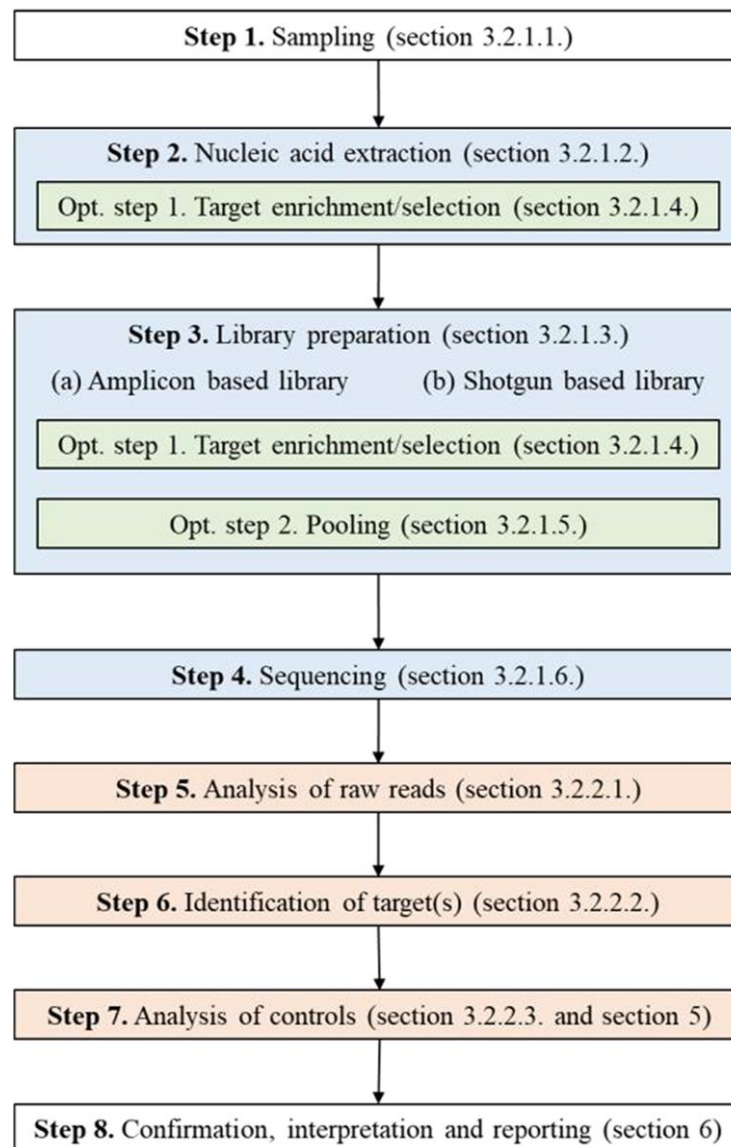 Step 1. Sampling (section 3.2.1.1.)
Step 2. Nucleic acid extraction (section 3.2.1.2.)
Opt. step 1. Target enrichment/selection (section 3.2.1.4.)
Step 3. Library preparation (section 3.2.1.3.)
(a) Amplicon based library (b) Shotgun based library
Opt. step 1. Target enrichment/selection (section 3.2.1.4.)
Opt. step 2. Pooling (section 3.2.1.5.)
Step 4. Sequencing (section 3.2.1.6.)
Step 5. Analysis of raw reads (section 3.2.2.1.)
Step 6. Identification of target(s) (section 3.2.2.2.)
Step 7. Analysis of controls (section 3.2.2.3. and section 5)
Step 8. Confirmation, interpretation and reporting (section 6)